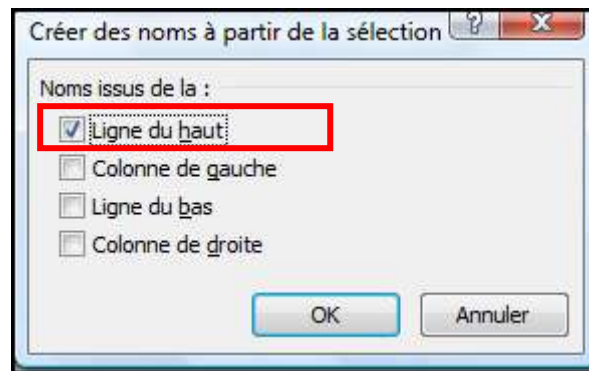 Créer des noms à partir de la sélection
Noms issus de la :
Ligne du haut
Colonne de gauche
Ligne du bas
Colonne de droite
OK Annuler